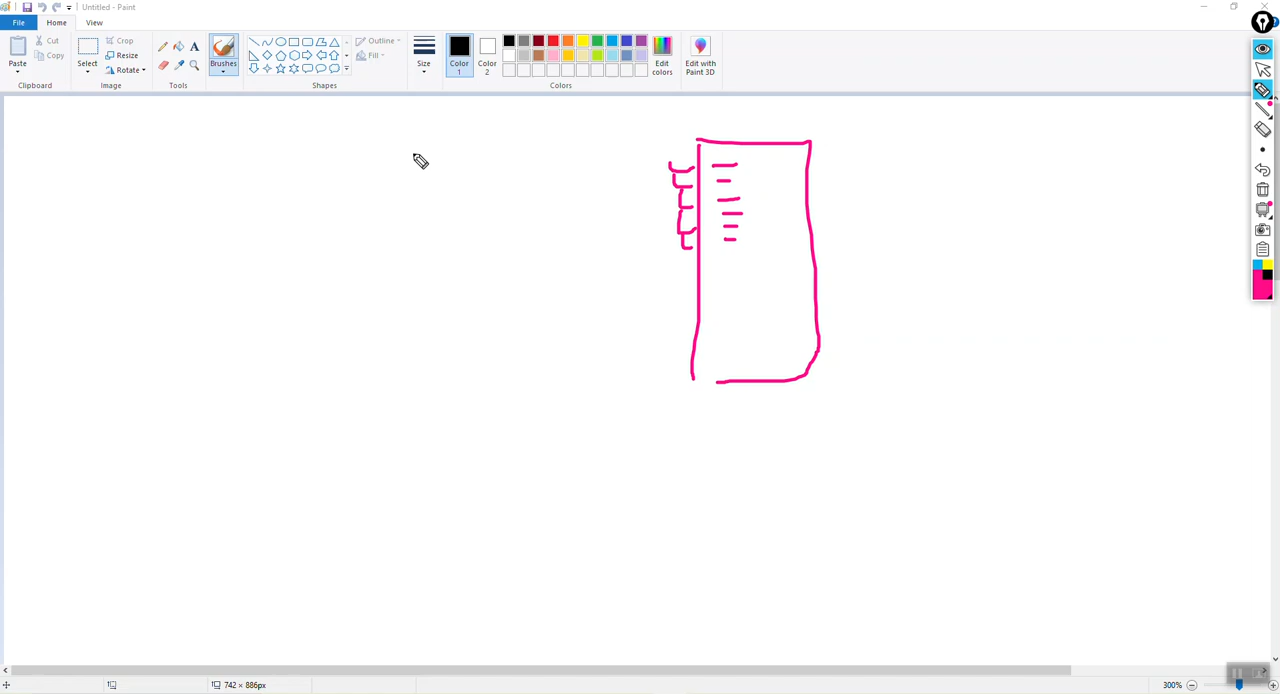 Untitled - Paint
File
Home
View
Paste
Cut
Copy
Clipboard
Select
Crop
Resize
Rotate
Image
A
Tools
Brushes
Shapes
Outline
Fill
Size
Color 1
Color 2
Colors
Edit colors
Edit with Paint 3D
742 × 886px
300%